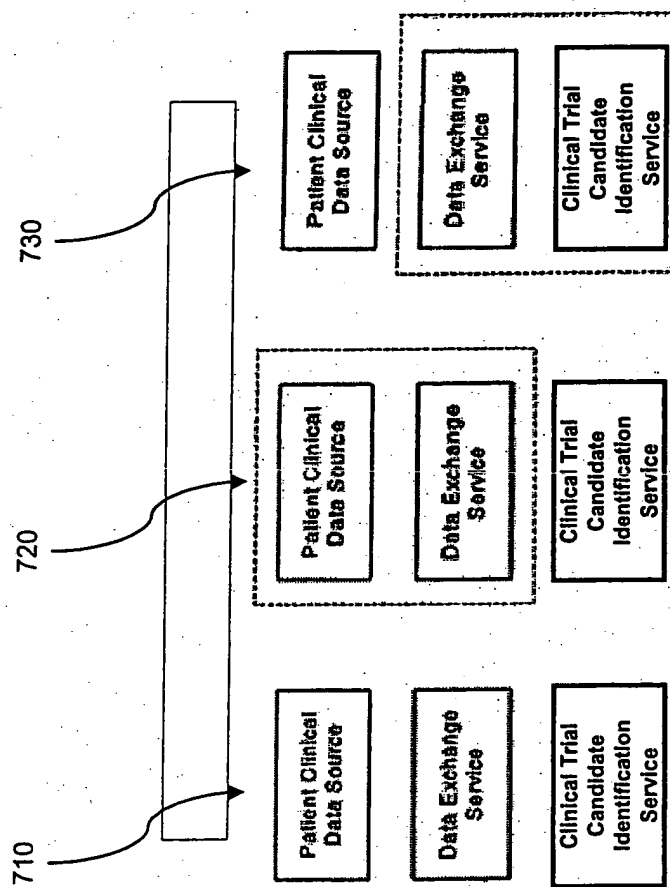 710
Patient Clinical
Data Source
Data Exchange
Service
Clinical Trial
Candidate
Identification
Service
720
Patient Clinical
Data Source
Data Exchange
Service
Clinical Trial
Candidate
Identification
Service
730
Patient Clinical
Data Source
Data Exchange
Service
Clinical Trial
Candidate
Identification
Service